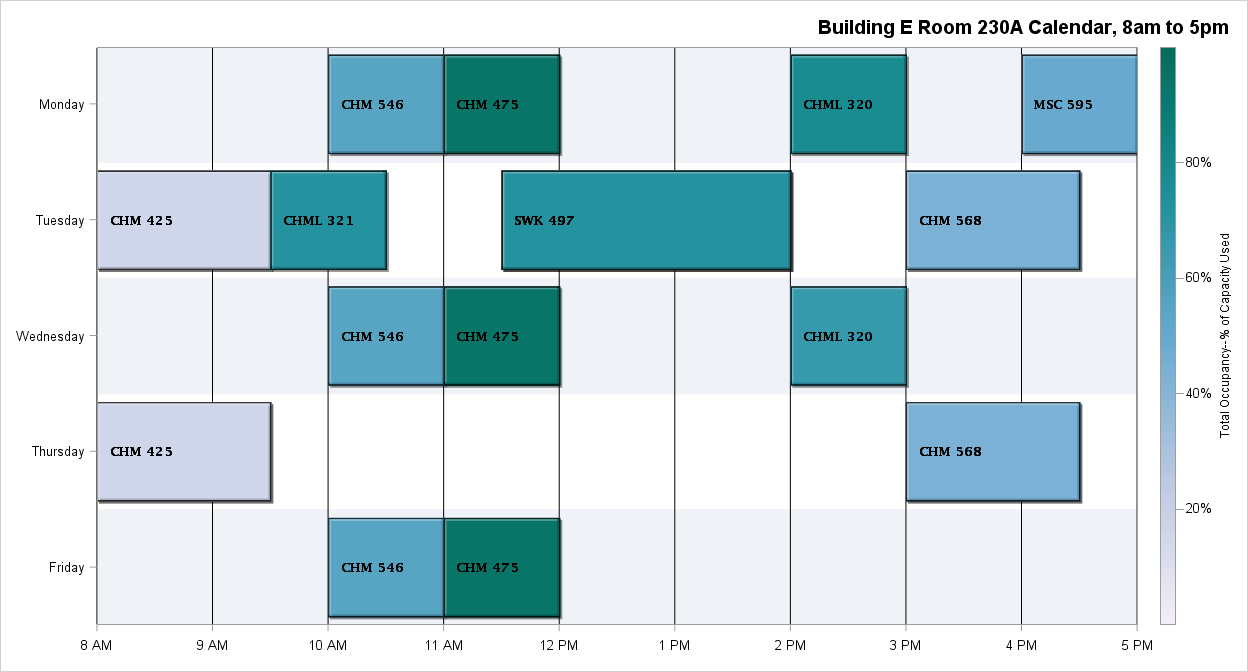 Building E Room 230A Calendar, 8am to 5pm
Monday
CHM 546
CHM 475
CHML 320
MSC 595
Tuesday
CHM 425
CHML 321
SWK 497
CHM 568
Wednesday
CHM 546
CHM 475
CHML 320
Thursday
CHM 425
CHM 568
Friday
CHM 546
CHM 475
8 AM
9 AM
10 AM
11 AM
12 PM
1 PM
2 PM
3 PM
4 PM
5 PM
80%
60%
40%
20%
Total Occupancy--% of Capacity Used